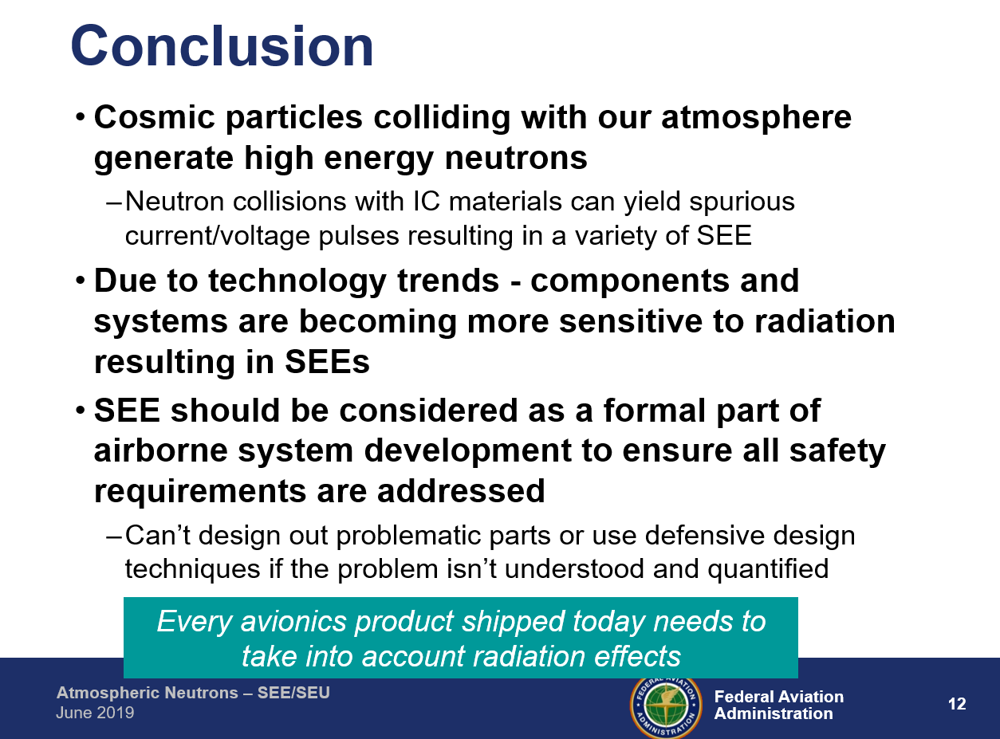 Conclusion
• Cosmic particles colliding with our atmosphere
generate high energy neutrons
–Neutron collisions with IC materials can yield spurious
current/voltage pulses resulting in a variety of SEE
• Due to technology trends - components and
systems are becoming more sensitive to radiation
resulting in SEEs
• SEE should be considered as a formal part of
airborne system development to ensure all safety
requirements are addressed
–Can’t design out problematic parts or use defensive design
techniques if the problem isn’t understood and quantified
Every avionics product shipped today needs to
take into account radiation effects
Atmospheric Neutrons – SEE/SEU
June 2019
FEDERAL AVIATION
ADMINISTRATION
Federal Aviation
Administration
12